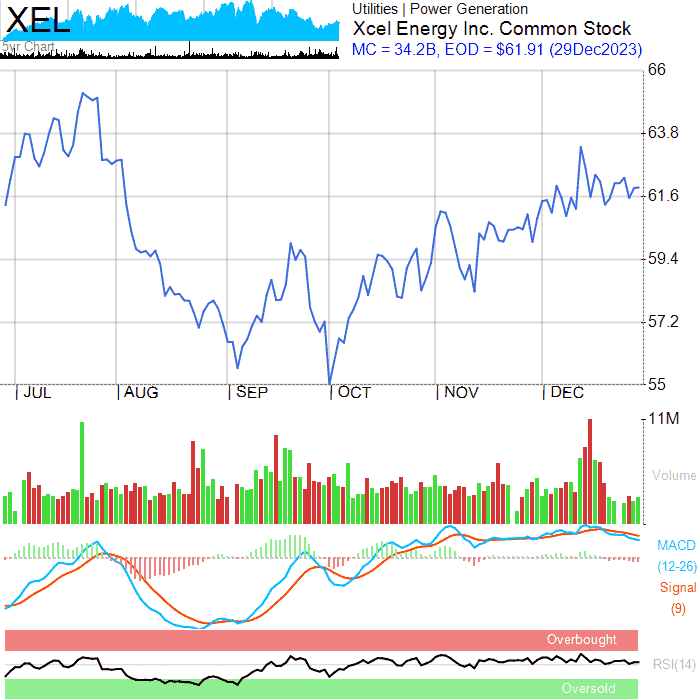 XEL
5yr Chart
Utilities | Power Generation
Xcel Energy Inc. Common Stock
MC = 34.2B, EOD = $61.91 (29Dec2023)
66
63.8
61.6
59.4
57.2
55
JUL AUG SEP OCT NOV DEC
11M
Volume
MACD
(12-26)
Signal
(9)
Overbought
RSI(14)
Oversold